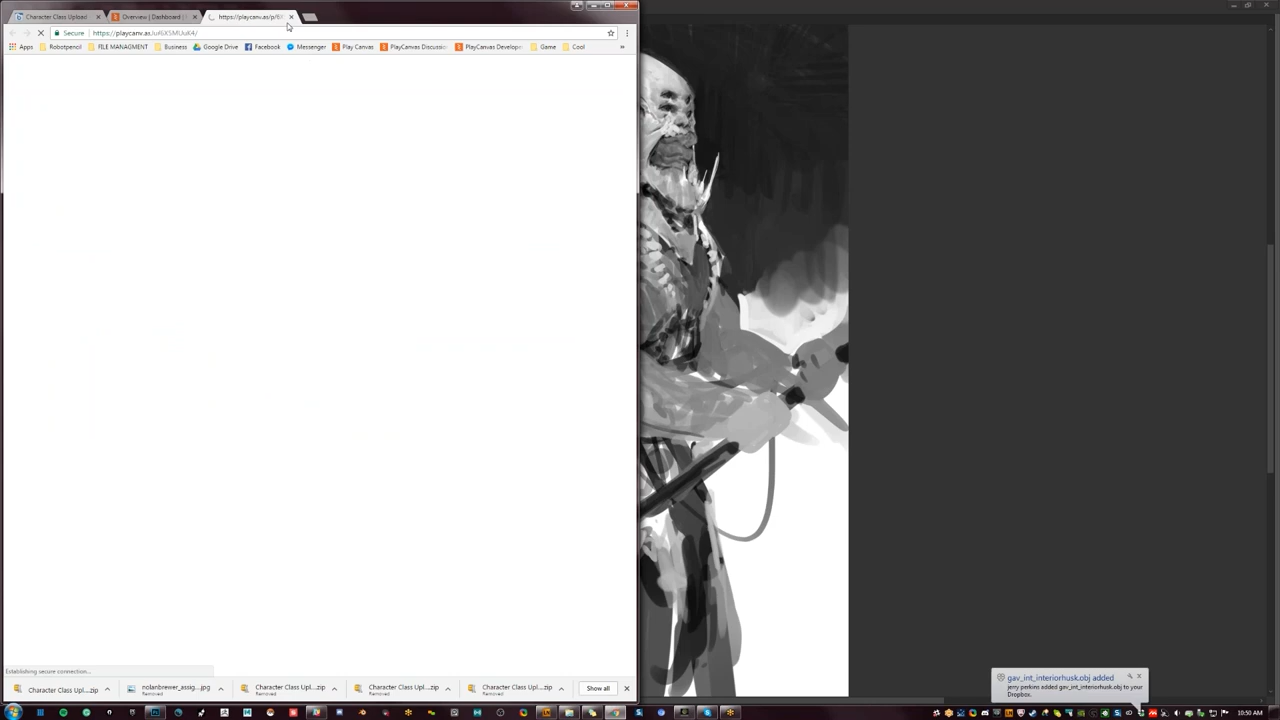 Character Class Upload
Overview | Dashboard |
https://playcanv.as/p/6X
Secure
https://playcanv.as/
Apps
Robotpencil
FILE MANAGMENT
Business
Google Drive
Facebook
Messenger
Play Canvas
PlayCanvas Discussi
PlayCanvas Develope
Game
Cool
»
Establishing secure connection...
Character Class Upl....zip
nolanbrewer_assig....jpg
Removed
Character Class Upl....zip
Removed
Character Class Upl....zip
Removed
Character Class Upl....zip
Removed
Show all
gav_int_interiorhusk.obj added
jerry perkins added gav_int_interiorhusk.obj to your
Dropbox.
10:50 AM